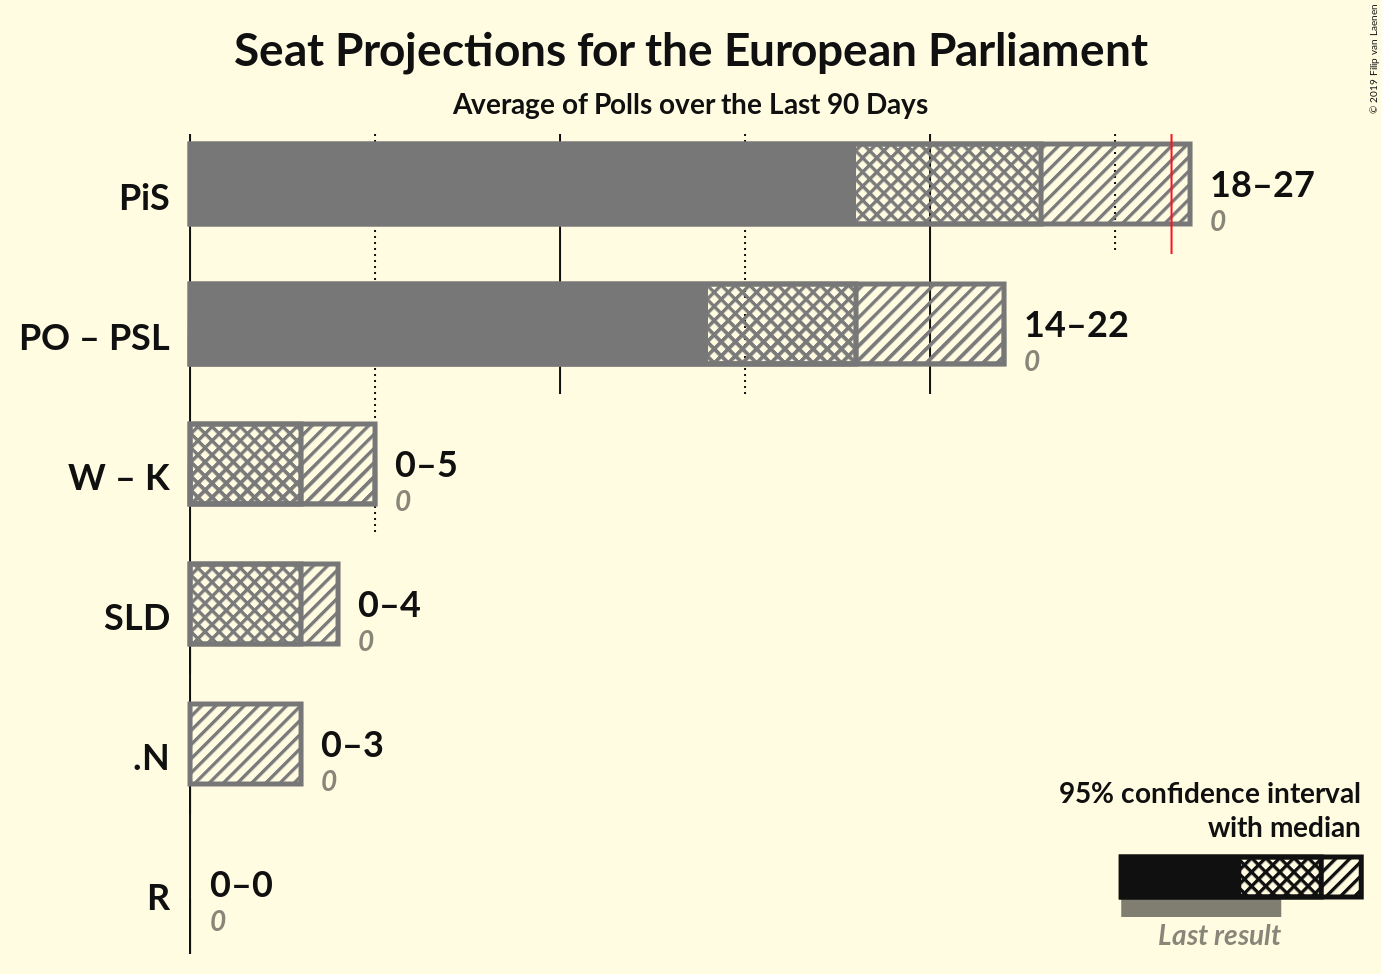 Seat Projections for the European Parliament
Average of Polls over the Last 90 Days
© 2019 Filip van Laenen
PiS
18–27
0
PO – PSL
14–22
0
W – K
0–5
0
SLD
0–4
0
.N
0–3
0
R
0–0
0
95% confidence interval
with median
Last result